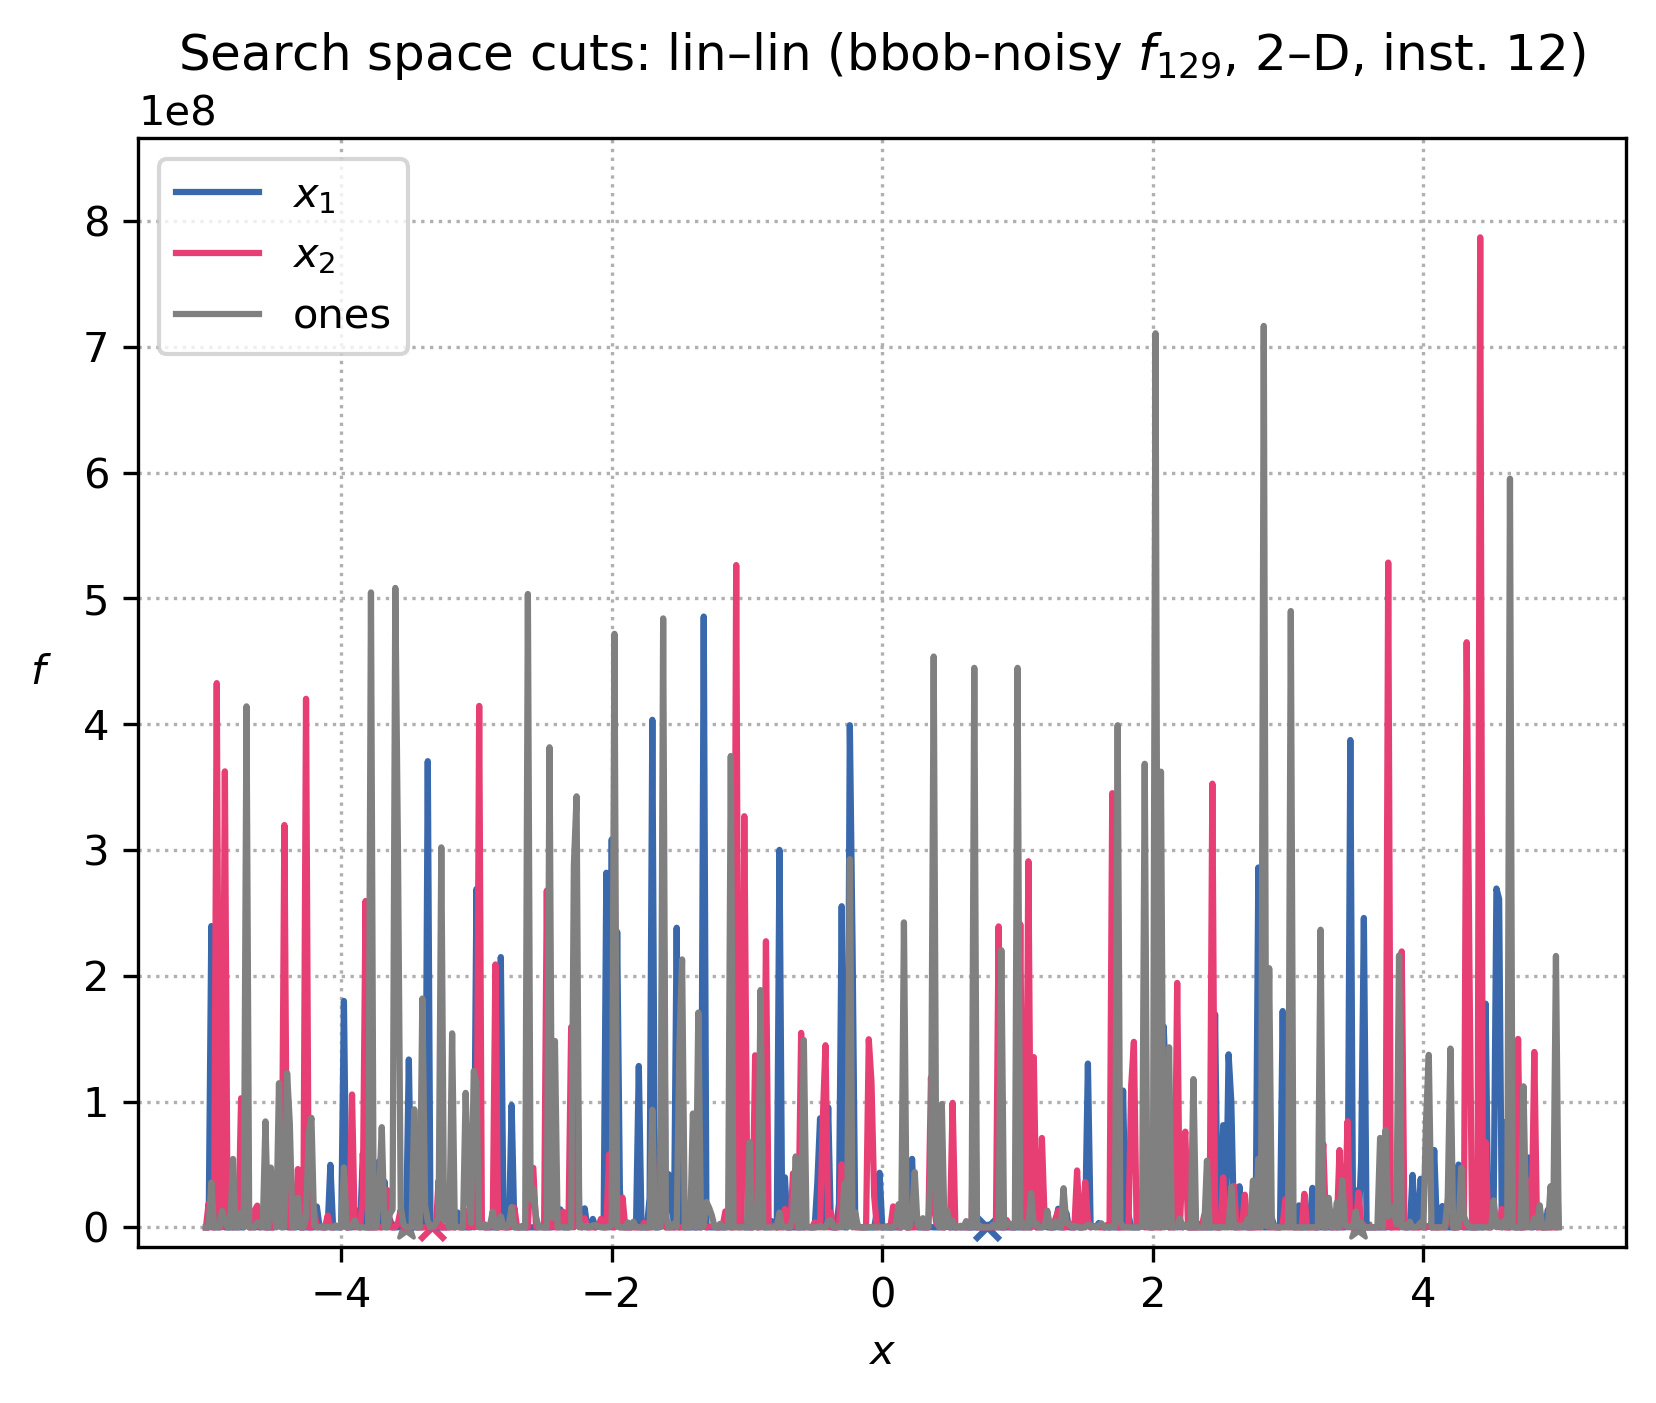 Search space cuts: lin–lin (bbob-noisy f129, 2–D, inst. 12)
1e8
x1
x2
ones
8
7
6
5
4
3
2
1
0
f
−4 −2 0 2 4
x